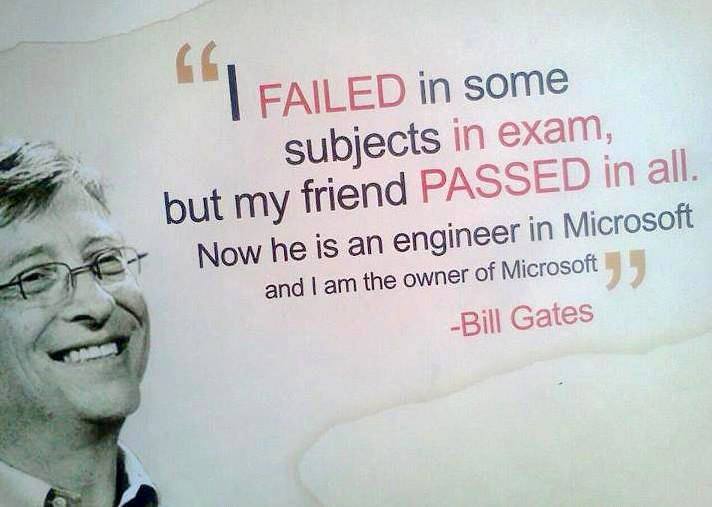 “I FAILED in some
subjects in exam,
but my friend PASSED in all.
Now he is an engineer in Microsoft
and I am the owner of Microsoft”
-Bill Gates